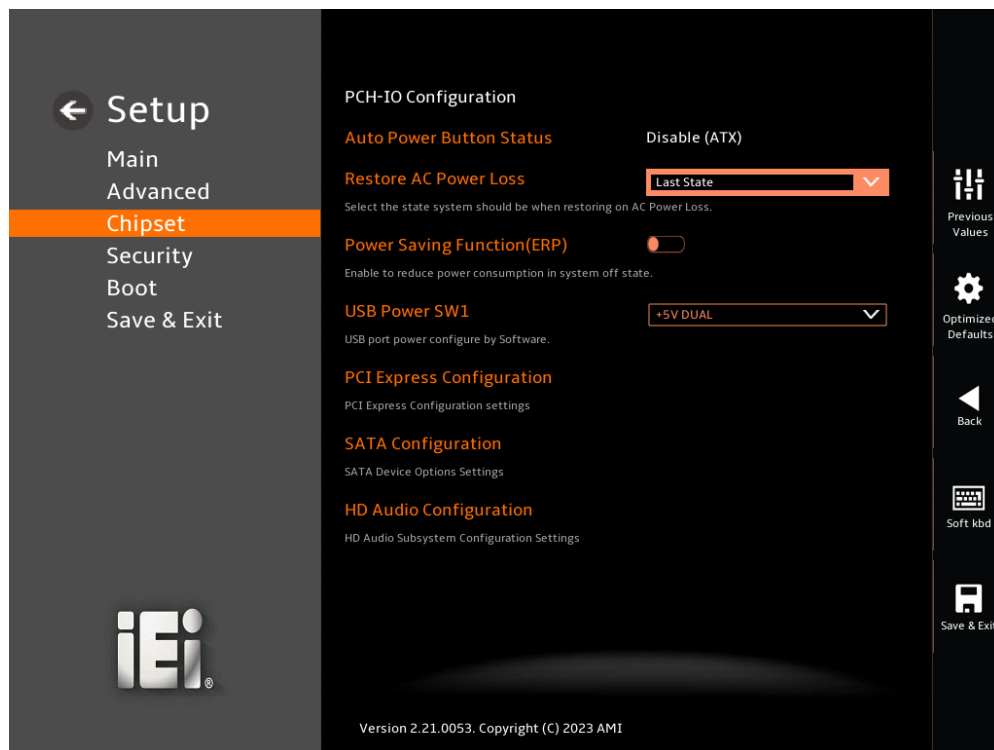 Setup
Main
Advanced
Chipset
Security
Boot
Save & Exit
iEi®
PCH-IO Configuration
Auto Power Button Status Disable (ATX)
Restore AC Power Loss Last State
Select the state system should be when restoring on AC Power Loss.
Power Saving Function(ERP)
Enable to reduce power consumption in system off state.
USB Power SW1 +5V DUAL
USB port power configure by Software.
PCI Express Configuration
PCI Express Configuration settings
SATA Configuration
SATA Device Options Settings
HD Audio Configuration
HD Audio Subsystem Configuration Settings
Version 2.21.0053. Copyright (C) 2023 AMI
Previous
Values
Optimized
Defaults
Back
Soft kbd
Save & Exit